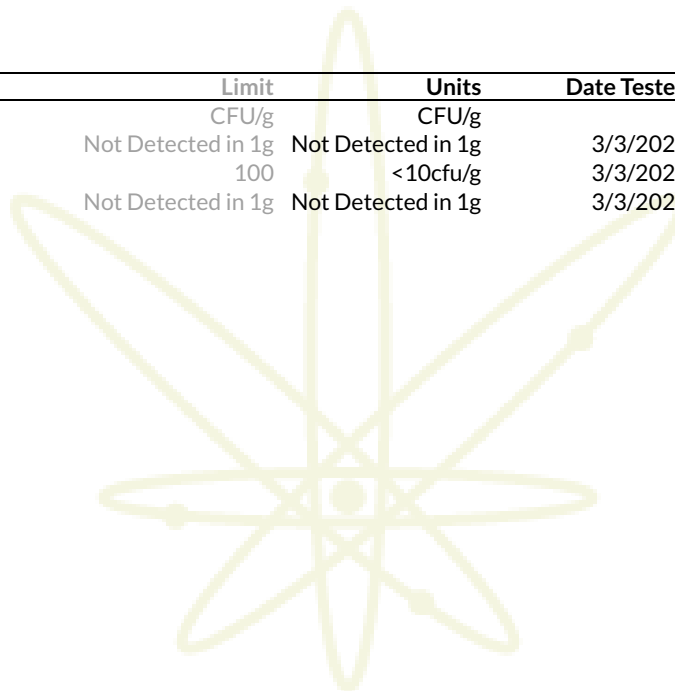 Limit Units Date Teste
CFU/g CFU/g
Not Detected in 1g Not Detected in 1g 3/3/202
100 <10cfu/g 3/3/202
Not Detected in 1g Not Detected in 1g 3/3/202